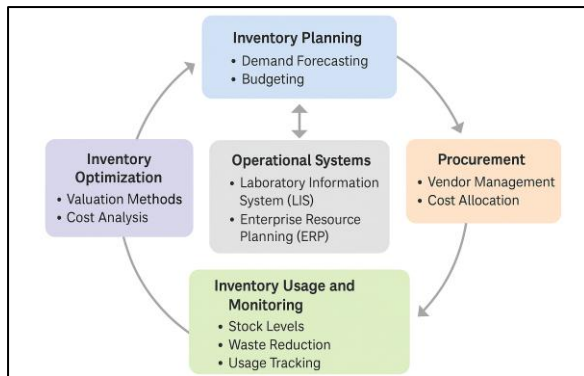 Inventory Planning
• Demand Forecasting
• Budgeting
Inventory
Optimization
• Valuation Methods
• Cost Analysis
Operational Systems
• Laboratory Information
System (LIS)
• Enterprise Resource
Planning (ERP)
Procurement
• Vendor Management
• Cost Allocation
Inventory Usage and
Monitoring
• Stock Levels
• Waste Reduction
• Usage Tracking